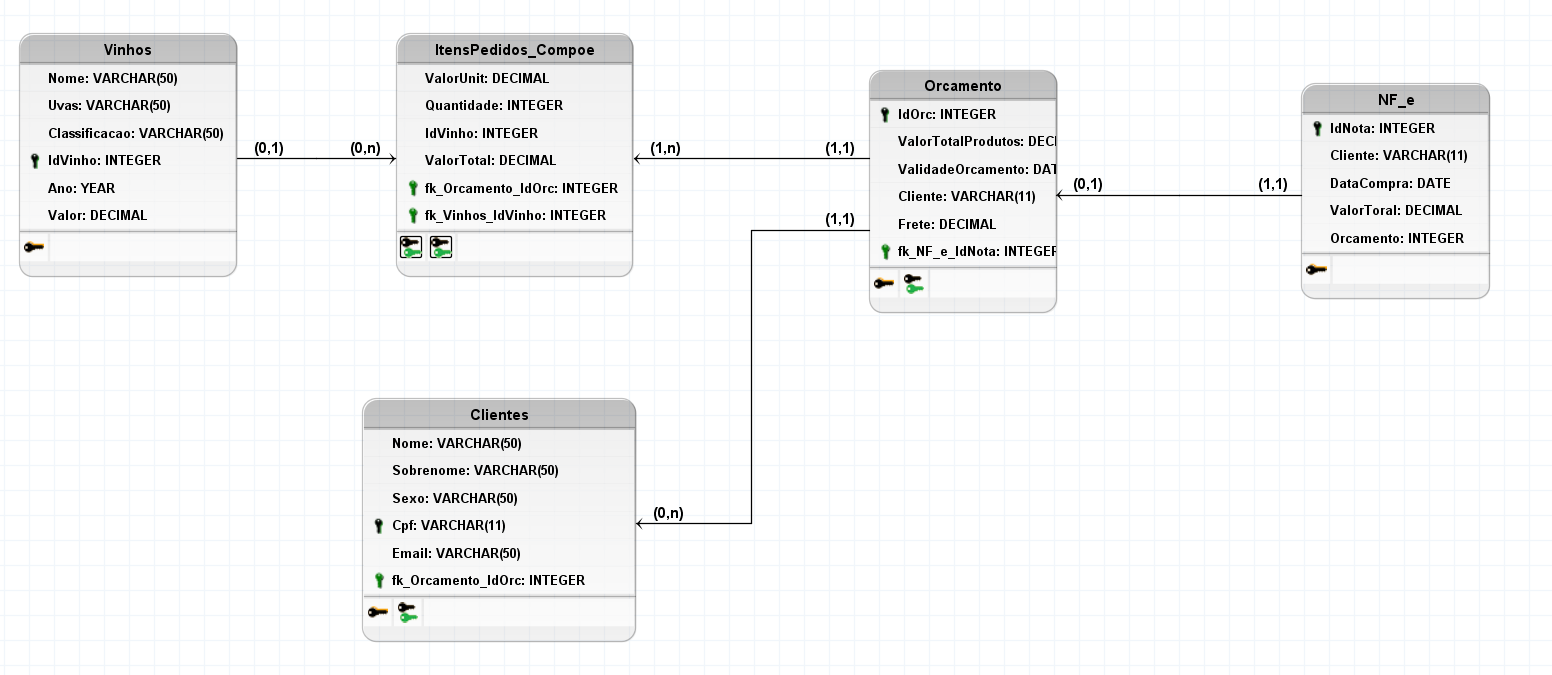 Vinhos
Nome: VARCHAR(50)
Uvas: VARCHAR(50)
Classificacao: VARCHAR(50)
IdVinho: INTEGER
Ano: YEAR
Valor: DECIMAL
(0,1)
(0,n)
ItensPedidos_Compoe
ValorUnit: DECIMAL
Quantidade: INTEGER
IdVinho: INTEGER
ValorTotal: DECIMAL
fk_Orcamento_IdOrc: INTEGER
fk_Vinhos_IdVinho: INTEGER
(1,n)
(1,1)
(1,1)
Orcamento
IdOrc: INTEGER
ValorTotalProdutos: DECI
ValidadeOrcamento: DAT
Cliente: VARCHAR(11)
Frete: DECIMAL
fk_NF_e_IdNota: INTEGER
(0,1)
(1,1)
NF_e
IdNota: INTEGER
Cliente: VARCHAR(11)
DataCompra: DATE
ValorToral: DECIMAL
Orcamento: INTEGER
Clientes
Nome: VARCHAR(50)
Sobrenome: VARCHAR(50)
Sexo: VARCHAR(50)
Cpf: VARCHAR(11)
Email: VARCHAR(50)
fk_Orcamento_IdOrc: INTEGER
(0,n)